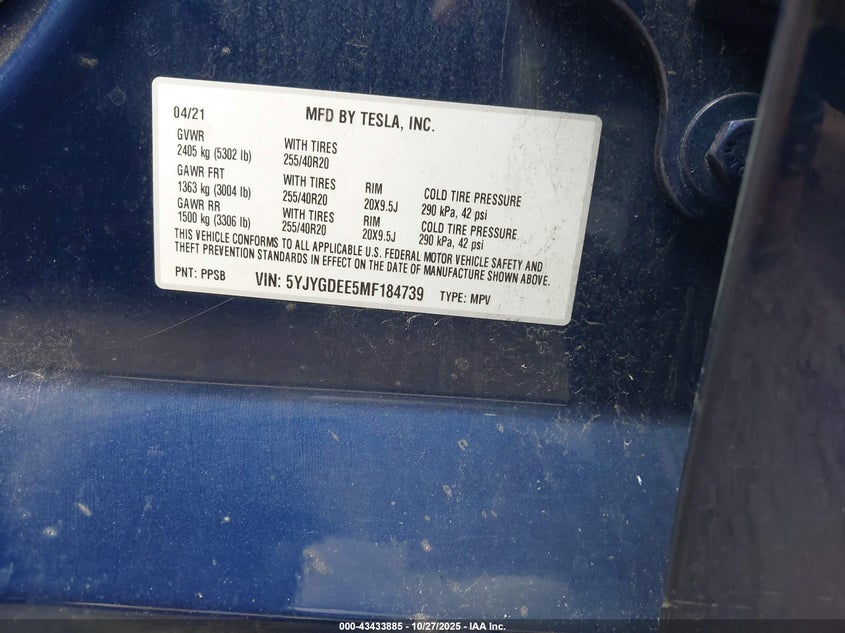 04/21 MFD BY TESLA, INC.
GVWR
2405 kg (5302 lb) WITH TIRES 255/40R20
GAWR FRT
1363 kg (3004 lb) WITH TIRES 255/40R20 RIM 20X9.5J COLD TIRE PRESSURE 290 kPa, 42 psi
GAWR RR
1500 kg (3306 lb) WITH TIRES 255/40R20 RIM 20X9.5J COLD TIRE PRESSURE 290 kPa, 42 psi
THIS VEHICLE CONFORMS TO ALL APPLICABLE U.S. FEDERAL MOTOR VEHICLE SAFETY AND
THEFT PREVENTION STANDARDS IN EFFECT ON THE DATE OF MANUFACTURE SHOWN ABOVE.
PNT: PPSB VIN: 5YJYGDEE5MF184739 TYPE: MPV
000-43433885 - 10/27/2025 - IAA Inc.